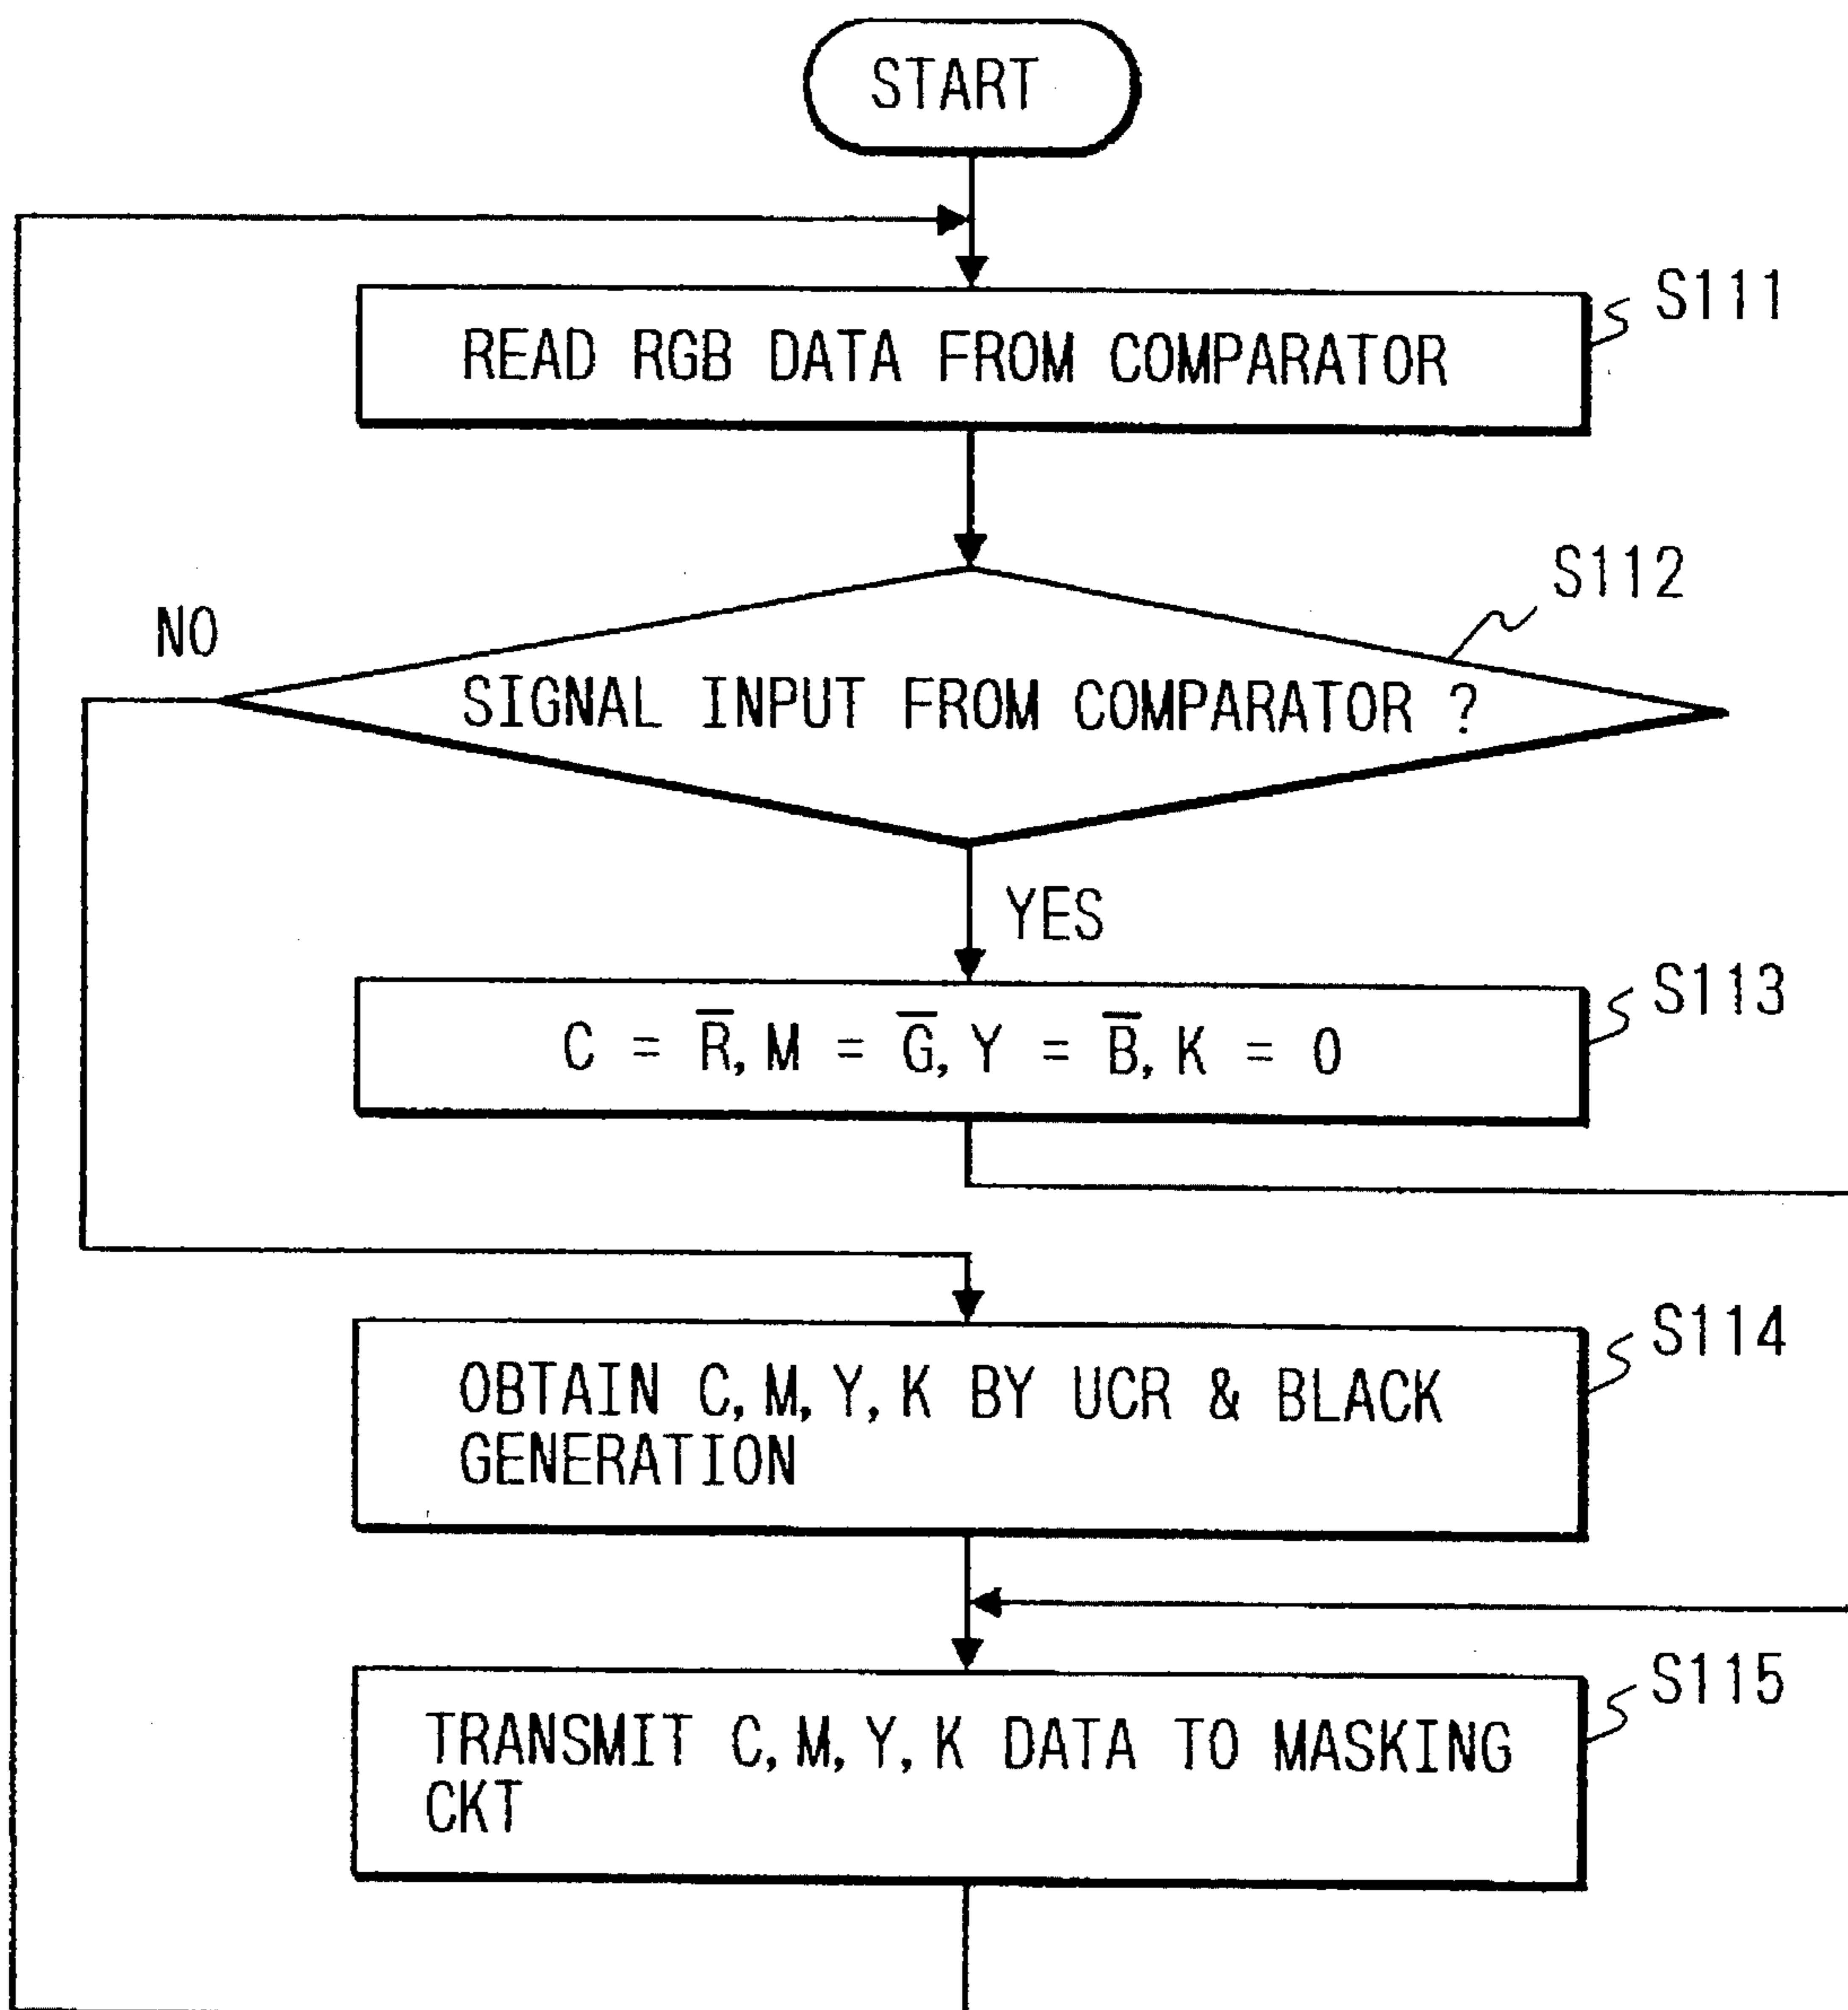 START
S111
READ RGB DATA FROM COMPARATOR
S112
NO
SIGNAL INPUT FROM COMPARATOR ?
YES
S113
C = R̅, M = G̅, Y = B̅, K = 0
S114
OBTAIN C, M, Y, K BY UCR & BLACK
GENERATION
S115
TRANSMIT C, M, Y, K DATA TO MASKING
CKT